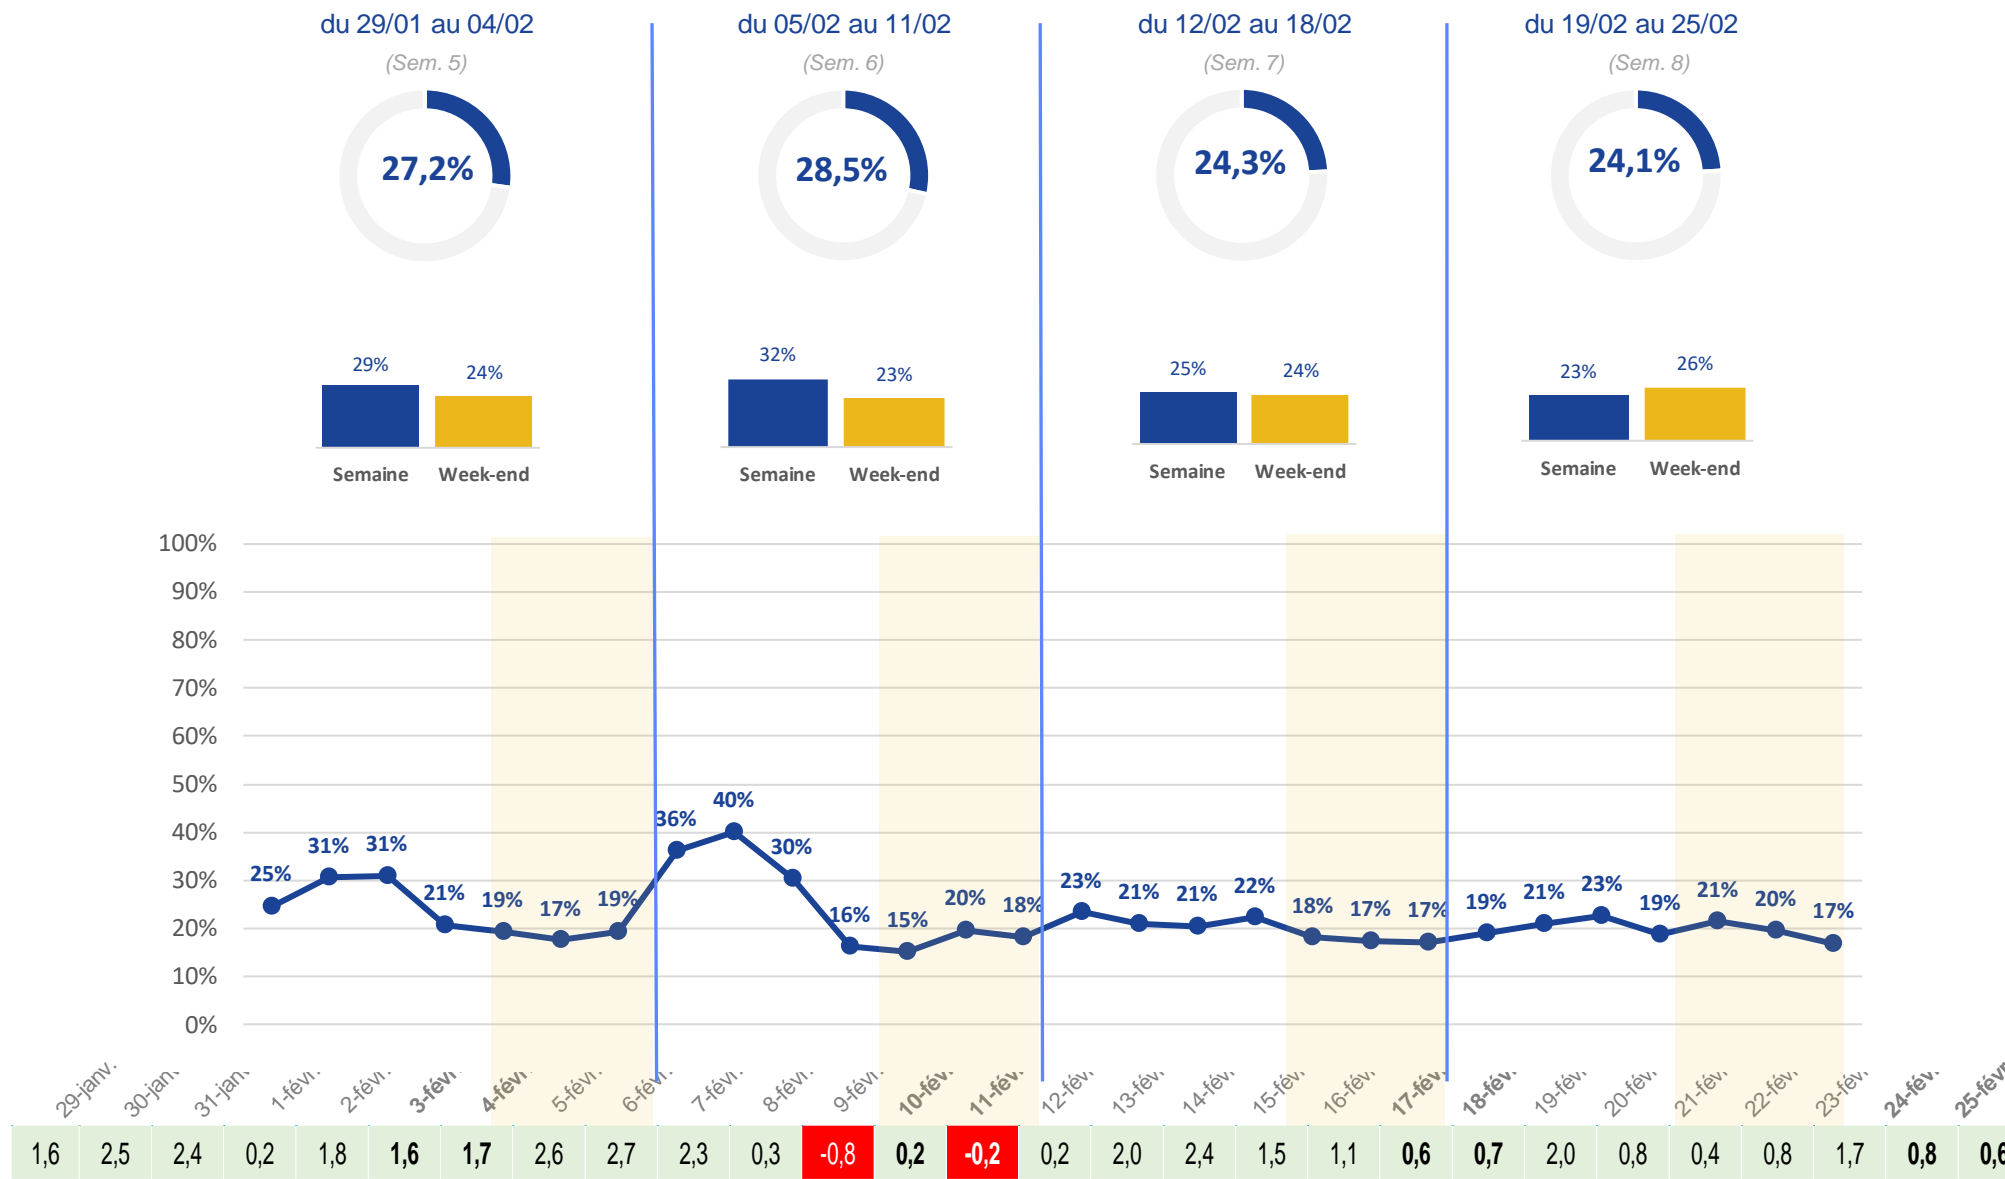 du 29/01 au 04/02
(Sem. 5)
27,2%
29%
24%
Semaine Week-end
du 05/02 au 11/02
(Sem. 6)
28,5%
32%
23%
Semaine Week-end
du 12/02 au 18/02
(Sem. 7)
24,3%
25%
24%
Semaine Week-end
du 19/02 au 25/02
(Sem. 8)
24,1%
23%
26%
Semaine Week-end
100%
90%
80%
70%
60%
50%
40%
30%
20%
10%
0%
25% 31% 31% 21% 19% 17% 19% 36% 40% 30% 16% 15% 20% 18% 23% 21% 21% 22% 18% 17% 17% 19% 21% 23% 19% 21% 20% 17%
29-janv. 30-janv 31-janv 1-févr. 2-févr. 3-févr. 4-févr. 5-févr. 6-févr. 7-févr. 8-févr. 9-févr. 10-févr 11-févr 12-févr 13-févr 14-févr 15-févr 16-févr 17-févr 18-févr 19-févr 20-févr 21-févr 22-févr 23-févr 24-févr. 25-févr
1,6 2,5 2,4 0,2 1,8 1,6 1,7 2,6 2,7 2,3 0,3 -0,8 0,2 -0,2 0,2 2,0 2,4 1,5 1,1 0,6 0,7 2,0 0,8 0,4 0,8 1,7 0,8 0,6